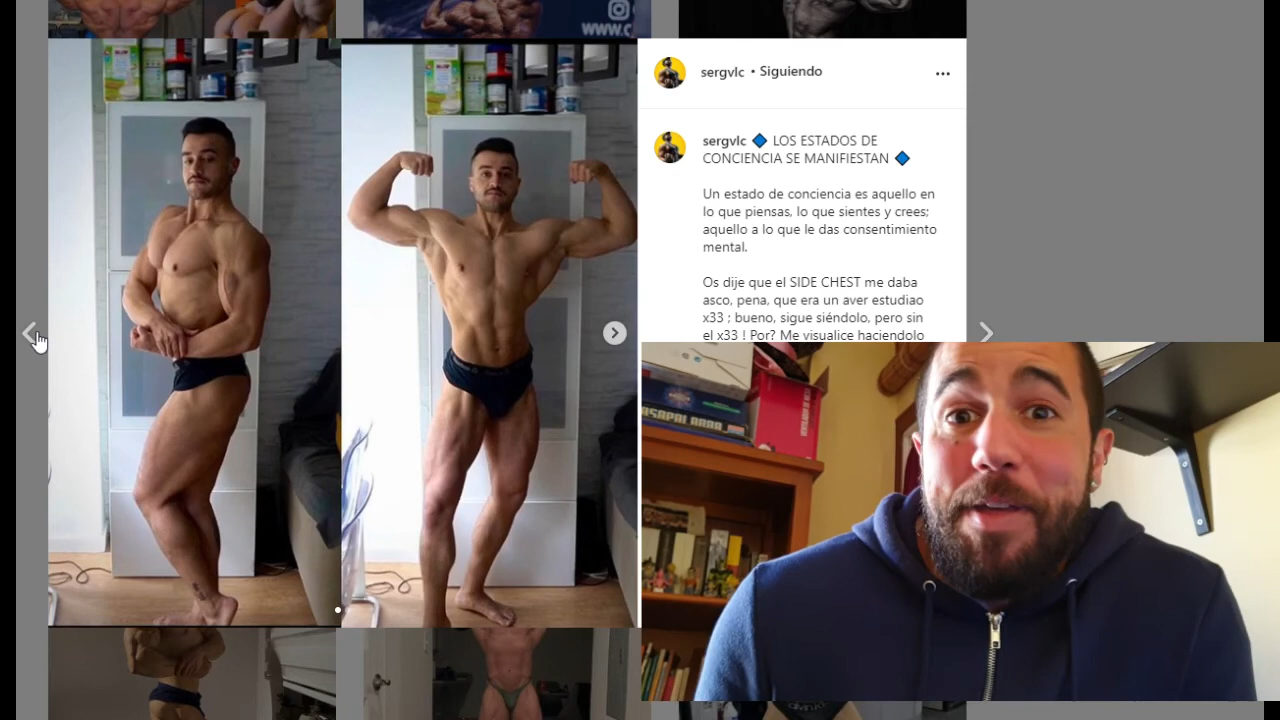 www.c
sergvlc • Siguiendo
sergvlc 🔷 LOS ESTADOS DE
CONCIENCIA SE MANIFIESTAN 🔷
Un estado de conciencia es aquello en
lo que piensas, lo que sientes y crees;
aquello a lo que le das consentimiento
mental.
Os dije que el SIDE CHEST me daba
asco, pena, que era un aver estudiao
x33 ; bueno, sigue siéndolo, pero sin
el x33 ! Por? Me visualice haciendolo